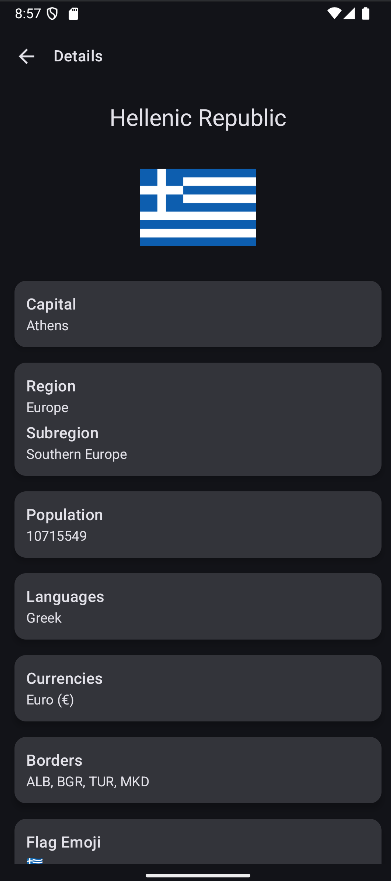 8:57
Details
Hellenic Republic
Capital
Athens
Region
Europe
Subregion
Southern Europe
Population
10715549
Languages
Greek
Currencies
Euro (€)
Borders
ALB, BGR, TUR, MKD
Flag Emoji
🇬🇷